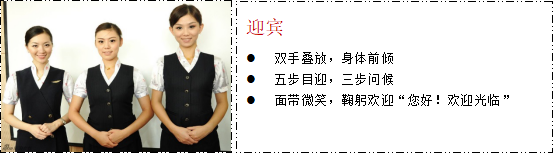 迎宾
● 双手叠放，身体前倾
● 五步目迎，三步问候
● 面带微笑，鞠躬欢迎“您好！欢迎光临”